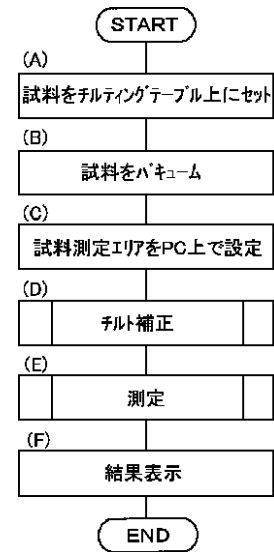 START
(A)
試料をチルティングテーブル上にセット
(B)
試料をバキューム
(C)
試料測定エリアをPC上で設定
(D)
チルト補正
(E)
測定
(F)
結果表示
END